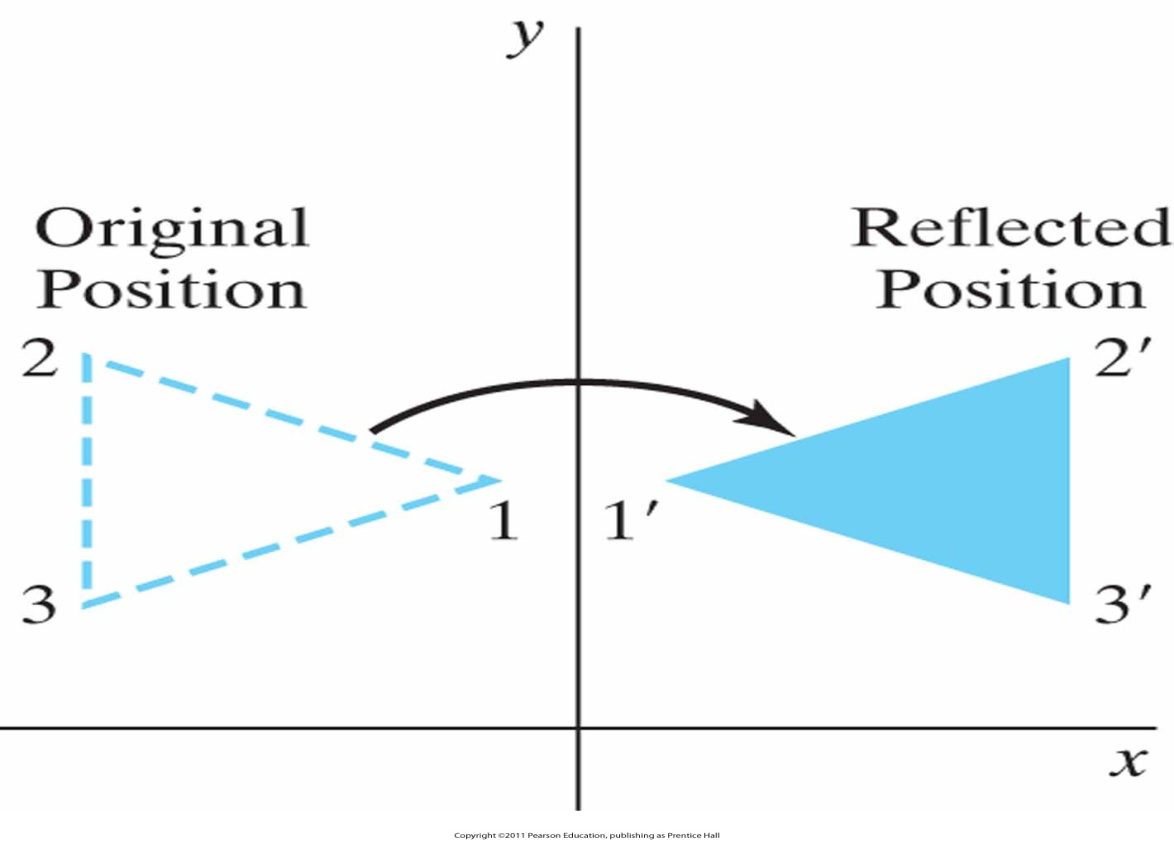 y
Original
Position
Reflected
Position
2
2′
1
1′
3
3′
x
Copyright ©2011 Pearson Education, publishing as Prentice Hall